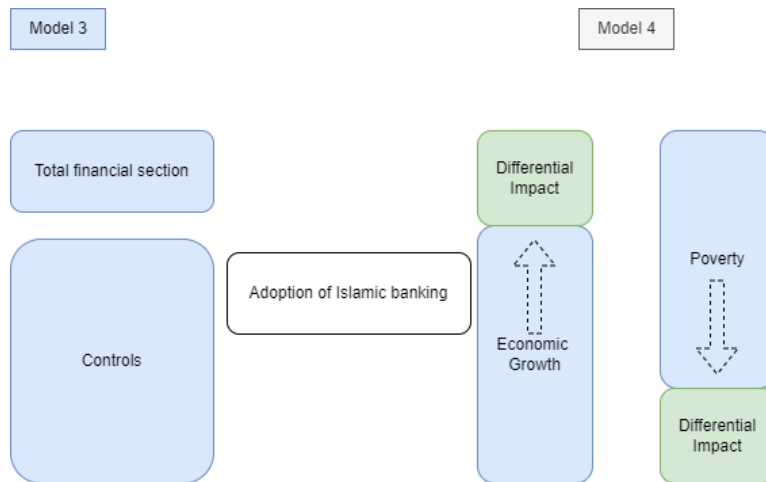 Model 3
Model 4
Total financial section
Differential
Impact
Poverty
Adoption of Islamic banking
Economic
Growth
Controls
Differential
Impact